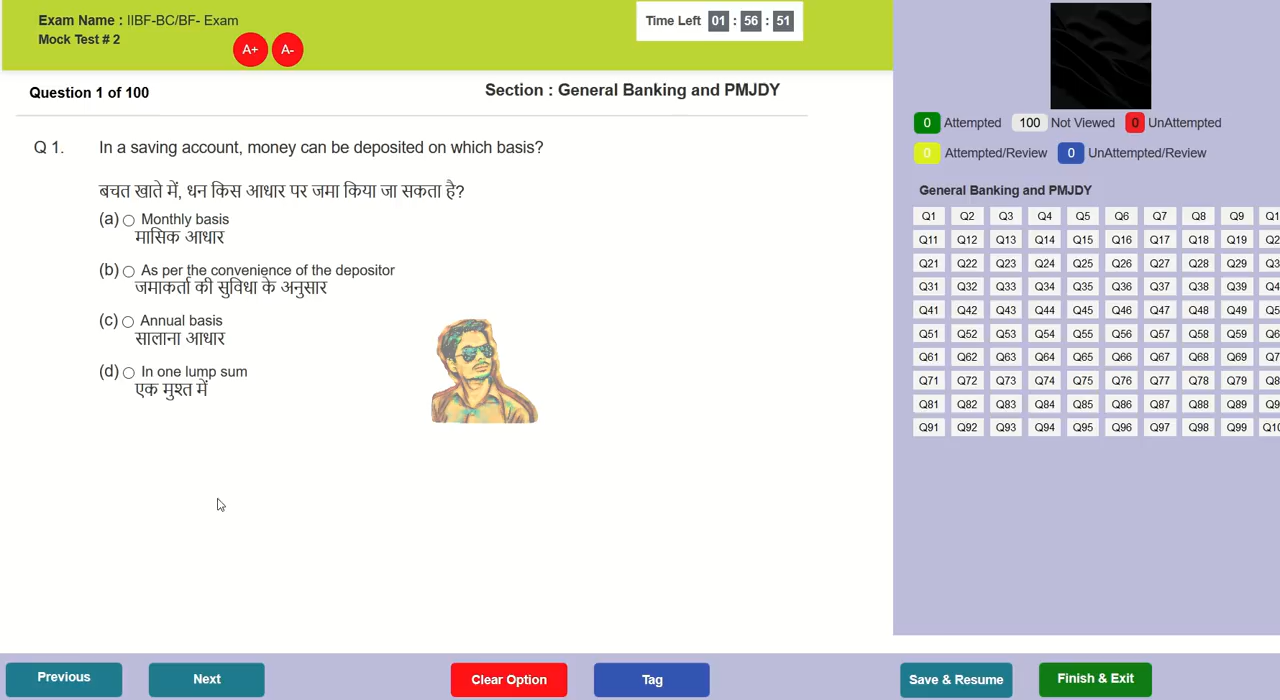 Exam Name : IIBF-BC/BF- Exam
Mock Test # 2
A+ A-
Time Left 01 : 56 : 51
Question 1 of 100
Section : General Banking and PMJDY
Q 1. In a saving account, money can be deposited on which basis?
बचत खाते में, धन किस आधार पर जमा किया जा सकता है?
(a) Monthly basis
मासिक आधार
(b) As per the convenience of the depositor
जमाकर्ता की सुविधा के अनुसार
(c) Annual basis
सालाना आधार
(d) In one lump sum
एक मुश्त में
0 Attempted 100 Not Viewed 0 UnAttempted
0 Attempted/Review 0 UnAttempted/Review
General Banking and PMJDY
Q1 Q2 Q3 Q4 Q5 Q6 Q7 Q8 Q9
Q11 Q12 Q13 Q14 Q15 Q16 Q17 Q18 Q19
Q21 Q22 Q23 Q24 Q25 Q26 Q27 Q28 Q29
Q31 Q32 Q33 Q34 Q35 Q36 Q37 Q38 Q39
Q41 Q42 Q43 Q44 Q45 Q46 Q47 Q48 Q49
Q51 Q52 Q53 Q54 Q55 Q56 Q57 Q58 Q59
Q61 Q62 Q63 Q64 Q65 Q66 Q67 Q68 Q69
Q71 Q72 Q73 Q74 Q75 Q76 Q77 Q78 Q79
Q81 Q82 Q83 Q84 Q85 Q86 Q87 Q88 Q89
Q91 Q92 Q93 Q94 Q95 Q96 Q97 Q98 Q99
Previous Next Clear Option Tag Save & Resume Finish & Exit